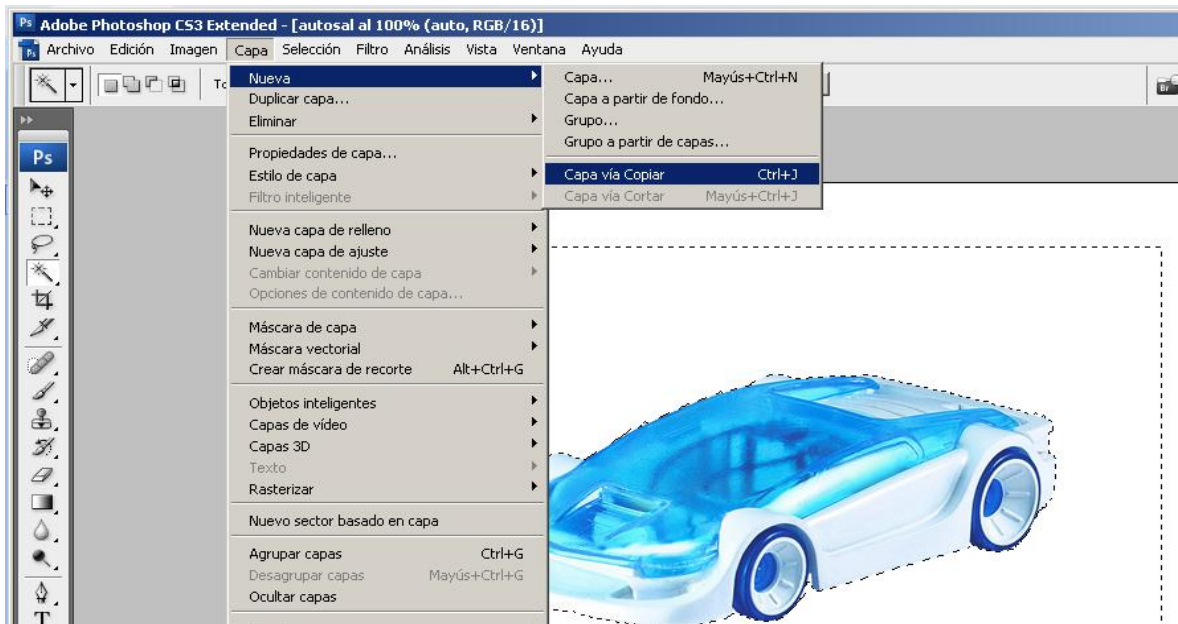 Ps Adobe Photoshop CS3 Extended - [autosal al 100% (auto, RGB/16)]
Archivo Edición Imagen Capa Selección Filtro Análisis Vista Ventana Ayuda
Ps
Nueva
Duplicar capa...
Eliminar
Propiedades de capa...
Estilo de capa
Filtro inteligente
Nueva capa de relleno
Nueva capa de ajuste
Cambiar contenido de capa
Opciones de contenido de capa...
Máscara de capa
Máscara vectorial
Crear máscara de recorte Alt+Ctrl+G
Objetos inteligentes
Capas de vídeo
Capas 3D
Texto
Rasterizar
Nuevo sector basado en capa
Agrupar capas Ctrl+G
Desagrupar capas Mayús+Ctrl+G
Ocultar capas
Capa... Mayús+Ctrl+N
Capa a partir de fondo...
Grupo...
Grupo a partir de capas...
Capa vía Copiar Ctrl+J
Capa vía Cortar Mayús+Ctrl+J
Br